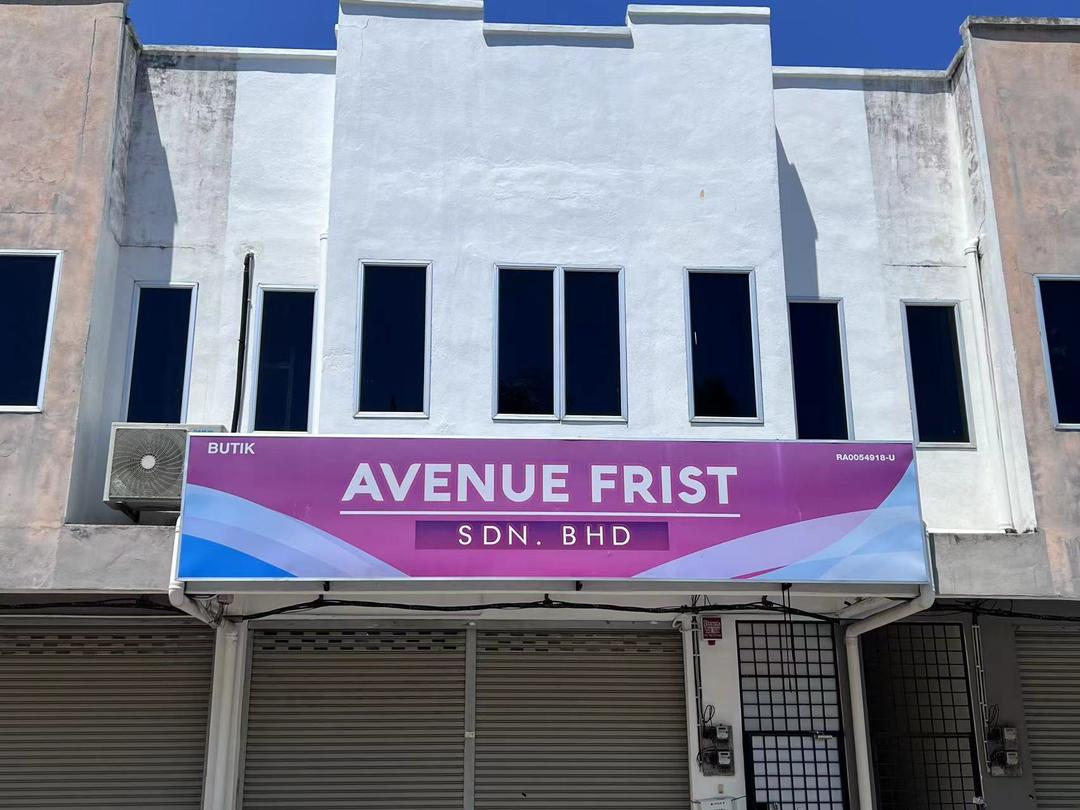 BUTIK
RA0054918-U
AVENUE FRIST
SDN. BHD